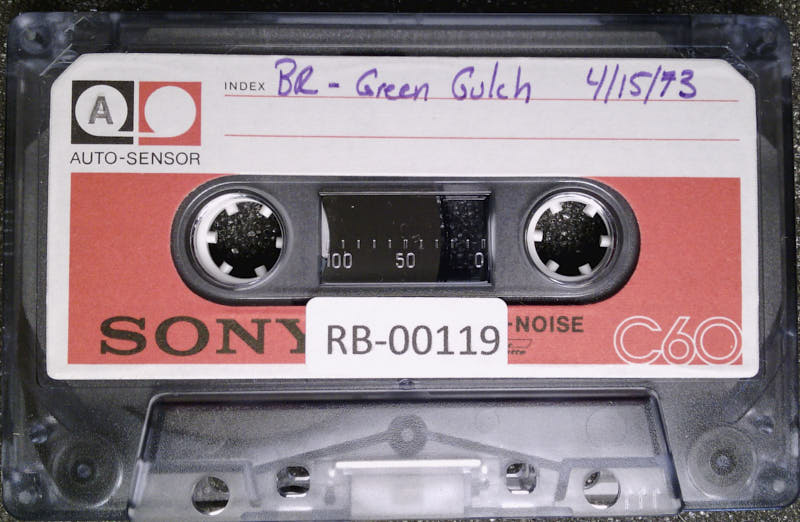 INDEX BR - Green Gulch 4/15/73
A
AUTO-SENSOR
100 50 0
SONY -NOISE C60
RB-00119